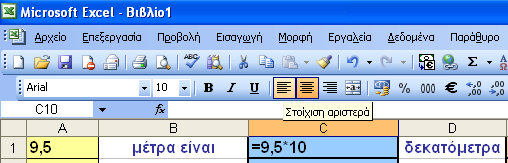 Microsoft Excel - Βιβλίο1
Αρχείο Επεξεργασία Προβολή Εισαγωγή Μορφή Εργαλεία Δεδομένα Παράθυρο
Arial 10 B I U % 000 €
C10 fx Στοίχιση αριστερά
A B C D
1 9,5 μέτρα είναι =9,5*10 δεκατόμετρα